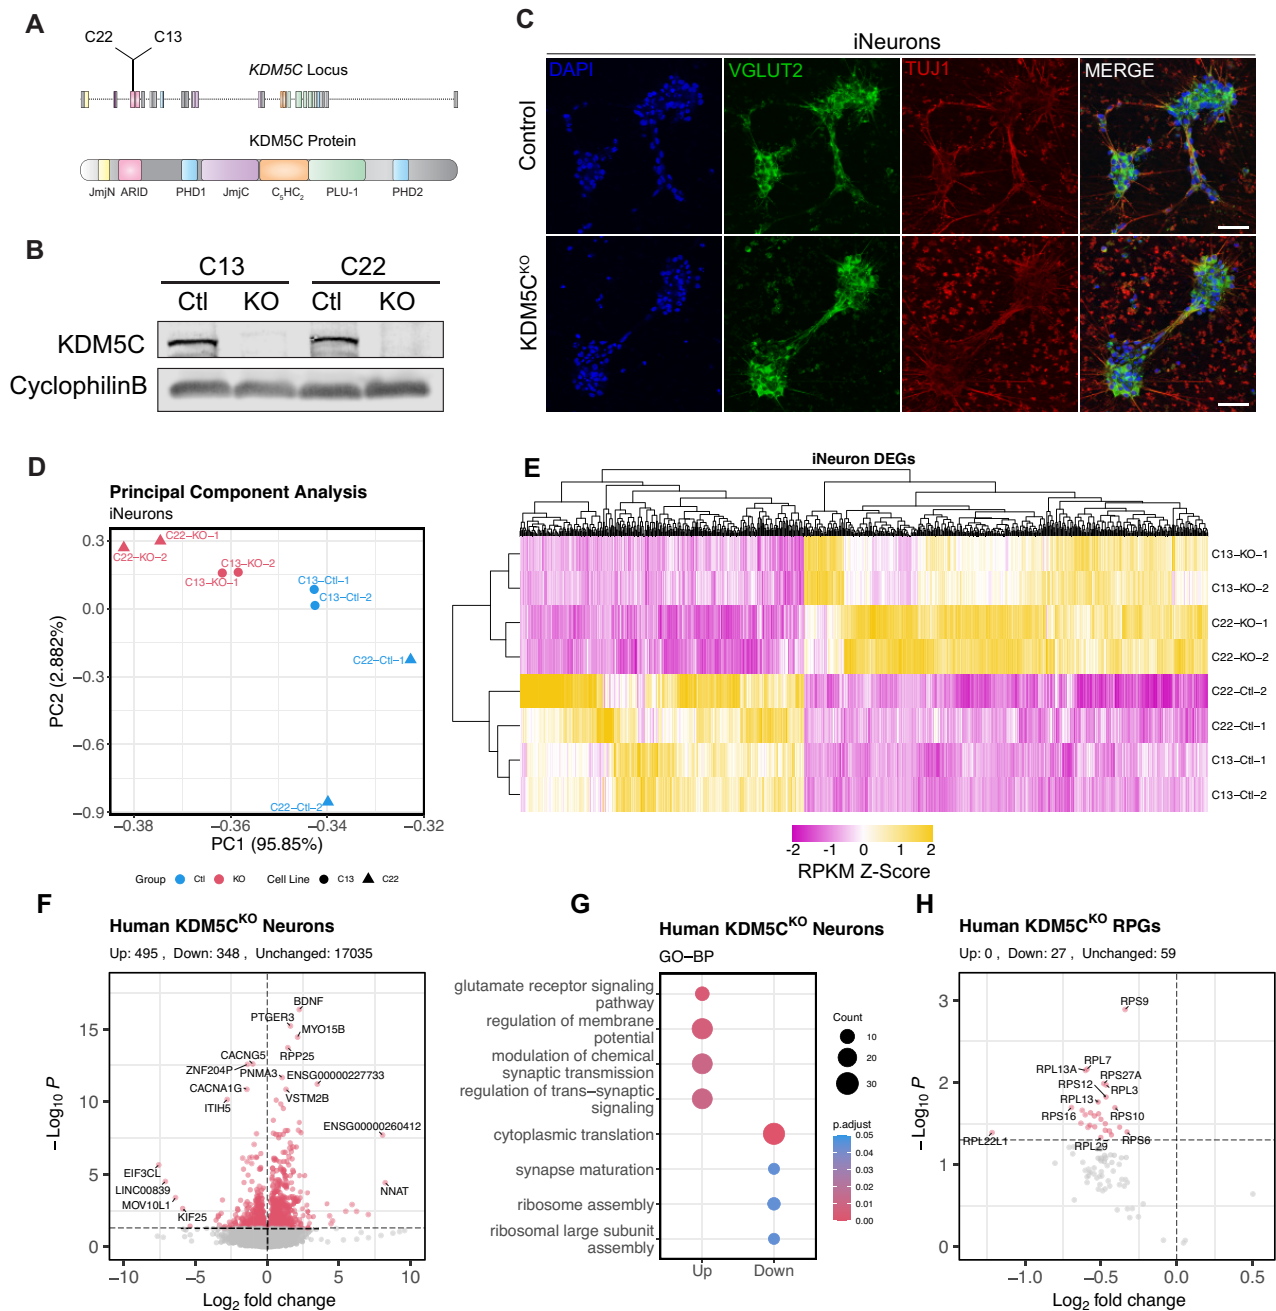 A
C22
C13
KDM5C Locus
KDM5C Protein
JmjN
ARID
PHD1
JmjC
C5HC2
PLU-1
PHD2
B
C13
C22
Ctl
KO
Ctl
KO
KDM5C
CyclophilinB
C
iNeurons
DAPI
VGLUT2
TUJ1
MERGE
Control
KDM5CKO
D
Principal Component Analysis
iNeurons
C22-KO-1
C22-KO-2
C13-KO-2
C13-KO-1
C13-Ctl-1
C13-Ctl-2
C22-Ctl-1
C22-Ctl-2
0.3
0.0
−0.3
−0.6
−0.9
PC2 (2.882%)
−0.38
−0.36
−0.34
−0.32
PC1 (95.85%)
Group
Ctl
KO
Cell Line
C13
C22
E
iNeuron DEGs
C13-KO-1
C13-KO-2
C22-KO-1
C22-KO-2
C22-Ctl-2
C22-Ctl-1
C13-Ctl-1
C13-Ctl-2
-2
-1
0
1
2
RPKM Z-Score
F
Human KDM5CKO Neurons
Up: 495 , Down: 348 , Unchanged: 17035
BDNF
PTGER3
MYO15B
CACNG5
RPP25
ZNF204P
PNMA3
ENSG00000227733
CACNA1G
VSTM2B
ITIH5
ENSG00000260412
EIF3CL
LINC00839
NNAT
MOV10L1
KIF25
15
10
5
0
−Log10 P
−10
−5
0
5
10
Log2 fold change
G
Human KDM5CKO Neurons
GO−BP
glutamate receptor signaling
pathway
regulation of membrane
potential
modulation of chemical
synaptic transmission
regulation of trans−synaptic
signaling
cytoplasmic translation
synapse maturation
ribosome assembly
ribosomal large subunit
assembly
Up
Down
Count
10
20
30
p.adjust
0.05
0.04
0.03
0.02
0.01
0.00
H
Human KDM5CKO RPGs
Up: 0 , Down: 27 , Unchanged: 59
RPS9
RPL7
RPL13A
RPS27A
RPS12
RPL3
RPL13
RPS16
RPS10
RPL22L1
RPS6
RPL29
3
2
1
0
−Log10 P
−1.0
−0.5
0.0
0.5
Log2 fold change